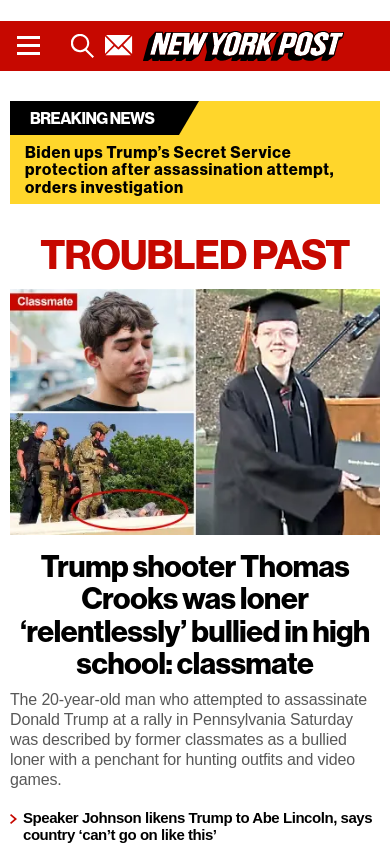 NEW YORK POST
BREAKING NEWS
Biden ups Trump’s Secret Service
protection after assassination attempt,
orders investigation
TROUBLED PAST
Classmate
Trump shooter Thomas
Crooks was loner
‘relentlessly’ bullied in high
school: classmate
The 20-year-old man who attempted to assassinate
Donald Trump at a rally in Pennsylvania Saturday
was described by former classmates as a bullied
loner with a penchant for hunting outfits and video
games.
Speaker Johnson likens Trump to Abe Lincoln, says
country ‘can’t go on like this’